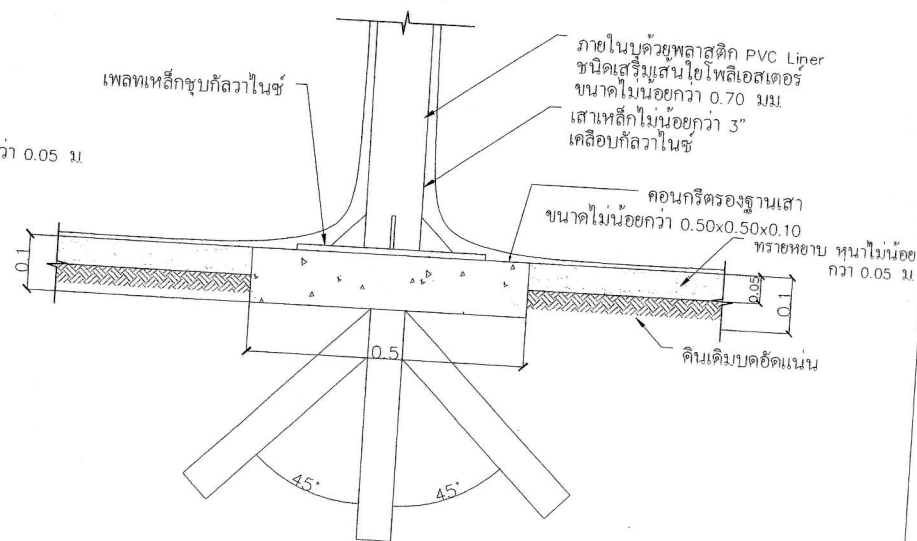 ภายในบุด้วยพลาสติก PVC Liner
ชนิดเสริมเส้นใยโพลีเอสเตอร์
ขนาดไม่น้อยกว่า 0.70 มม.
เพลทเหล็กชุบกัลวาไนซ์
เสาเหล็กไม่น้อยกว่า 3"
เคลือบกัลวาไนซ์
ว่า 0.05 ม.
คอนกรีตรองฐานเสา
ขนาดไม่น้อยกว่า 0.50x0.50x0.10
ทรายหยาบ หนาไม่น้อย
กว่า 0.05 ม.
0.1
0.05
0.1
0.5
ดินเดิมบดอัดแน่น
45°
45°